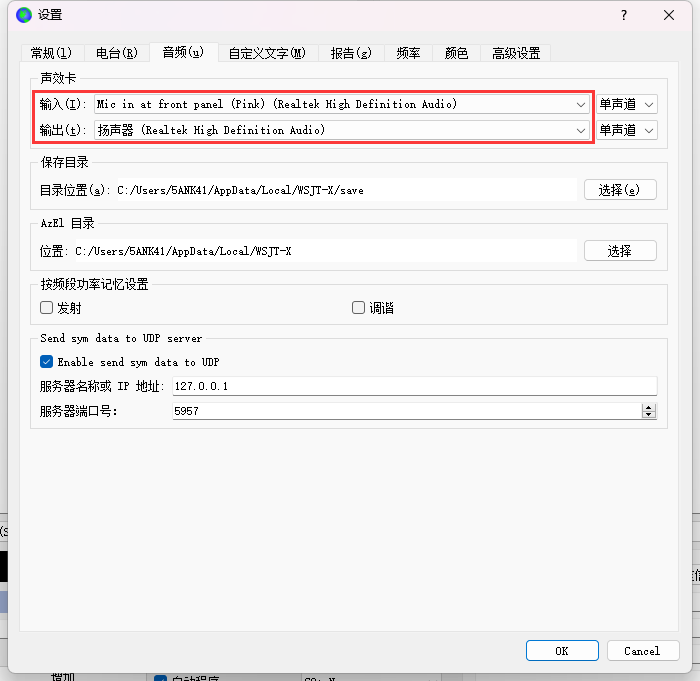 设置 ?
常规(l) 电台(R) 音频(u) 自定义文字(M) 报告(g) 频率 颜色 高级设置
声效卡
输入(I): Mic in at front panel (Pink) (Realtek High Definition Audio) 单声道
输出(t): 扬声器 (Realtek High Definition Audio) 单声道
保存目录
目录位置(a): C:/Users/5ANK41/AppData/Local/WSJT-X/save 选择(e)
AzEl 目录
位置: C:/Users/5ANK41/AppData/Local/WSJT-X 选择
按频段功率记忆设置
发射 调谐
Send sym data to UDP server
Enable send sym data to UDP
服务器名称或 IP 地址: 127.0.0.1
服务器端口号: 5957
OK Cancel
增加 自动程序